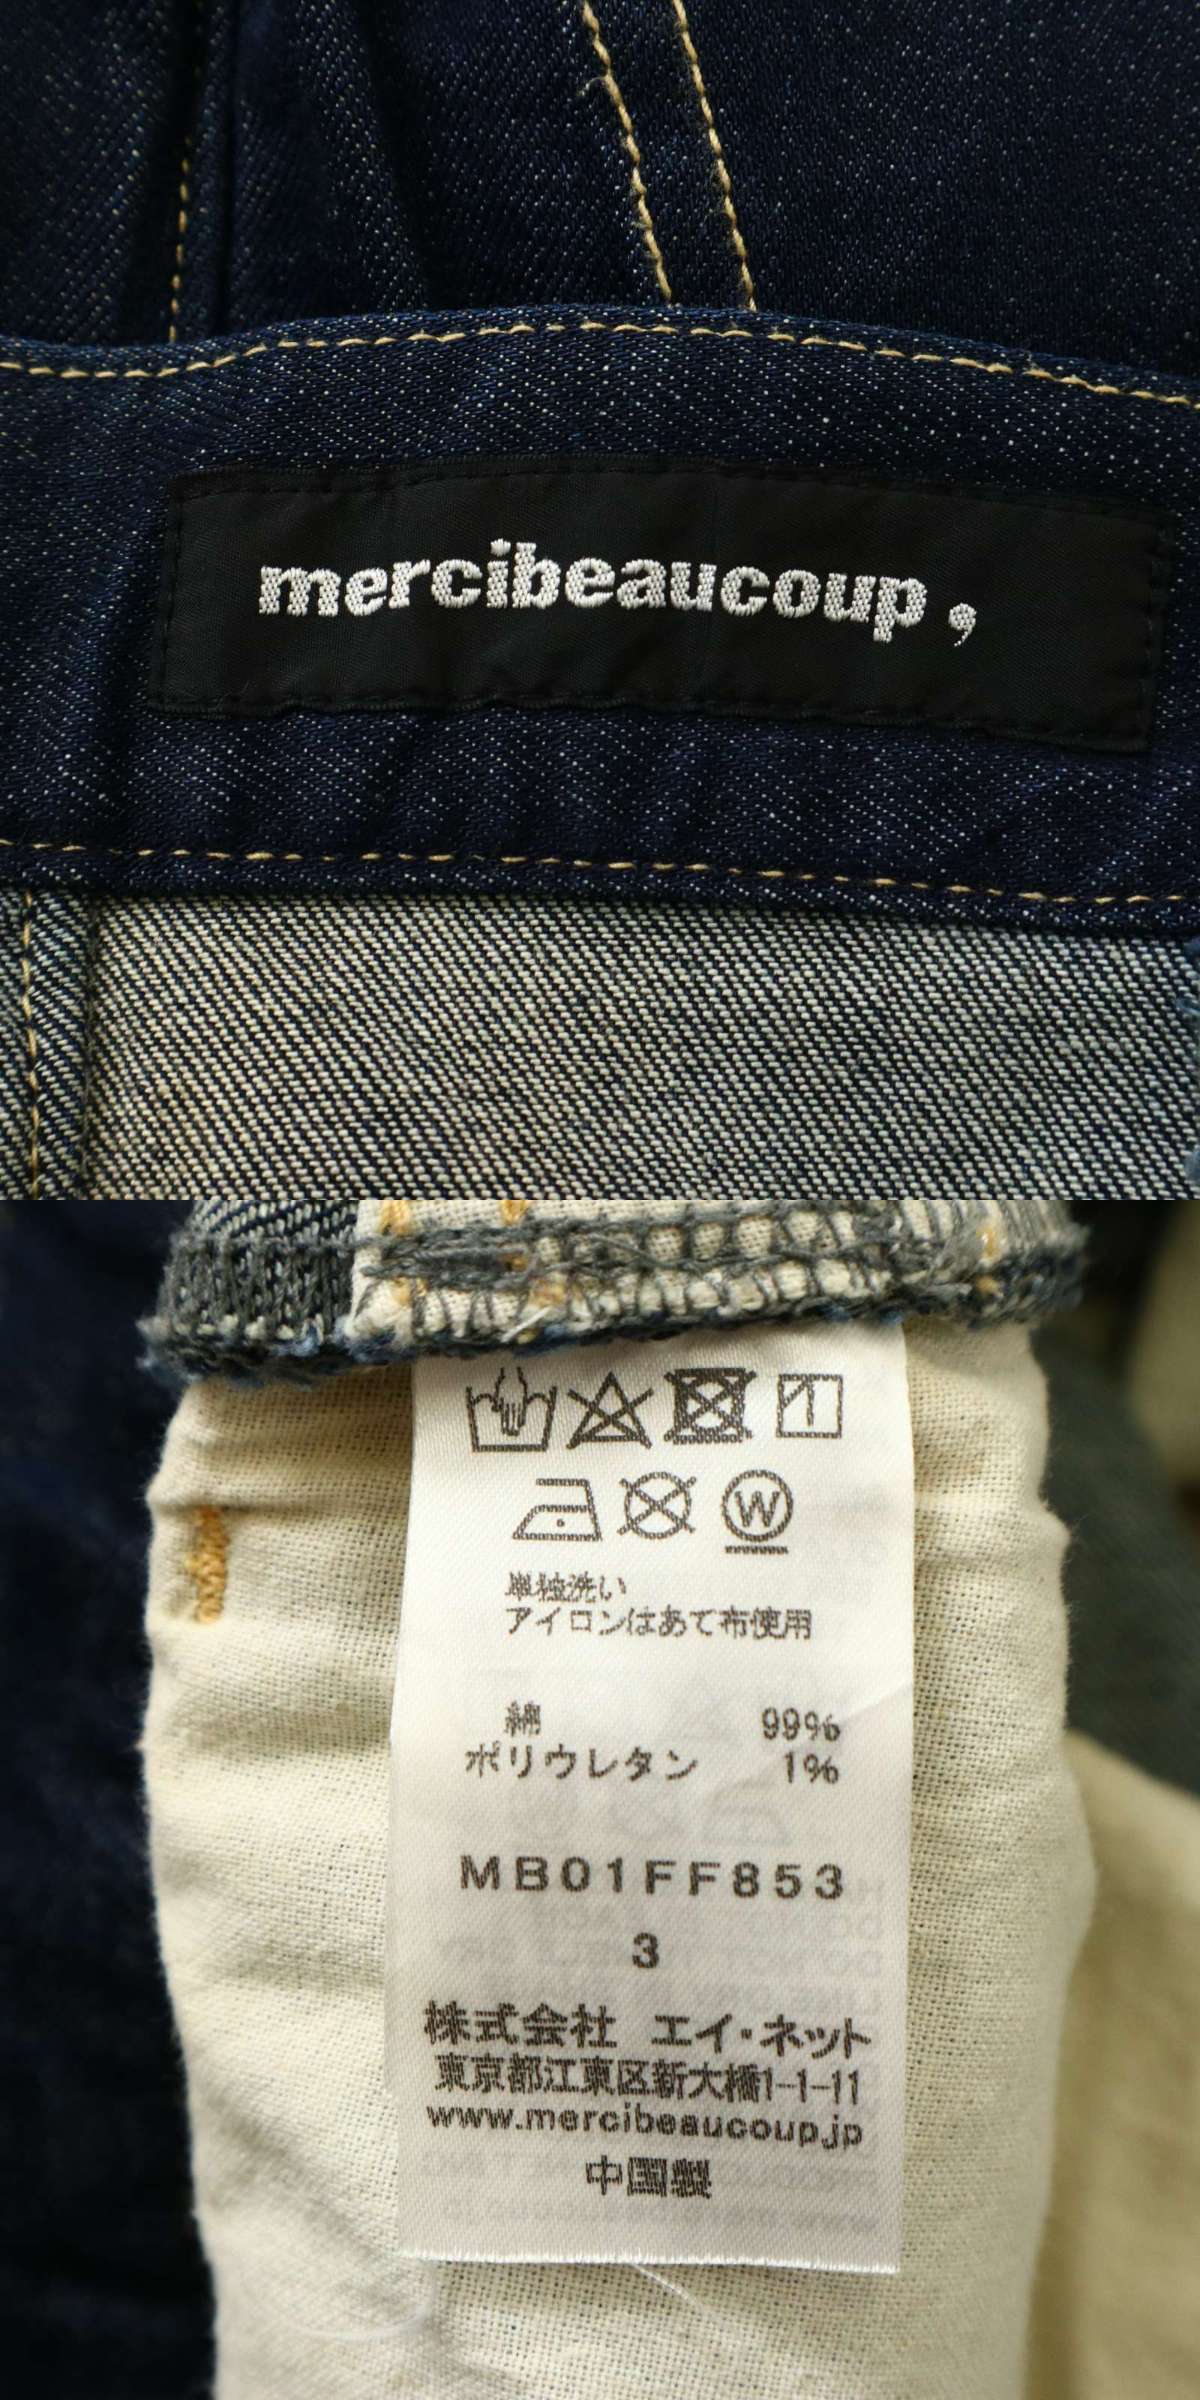 mercibeaucoup,
W
単独洗い
アイロンはあて布使用
綿 99%
ポリウレタン 1%
MB01FF853
3
株式会社 エイ・ネット
東京都江東区新大橋1-1-11
www.mercibeaucoup.jp
中国製